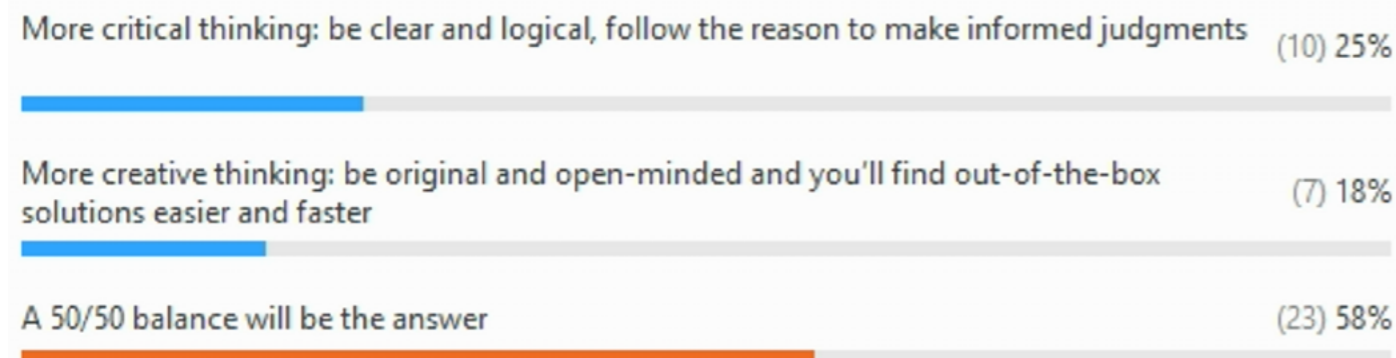 More critical thinking: be clear and logical, follow the reason to make informed judgments (10) 25%
More creative thinking: be original and open-minded and you'll find out-of-the-box
solutions easier and faster
(7) 18%
A 50/50 balance will be the answer (23) 58%